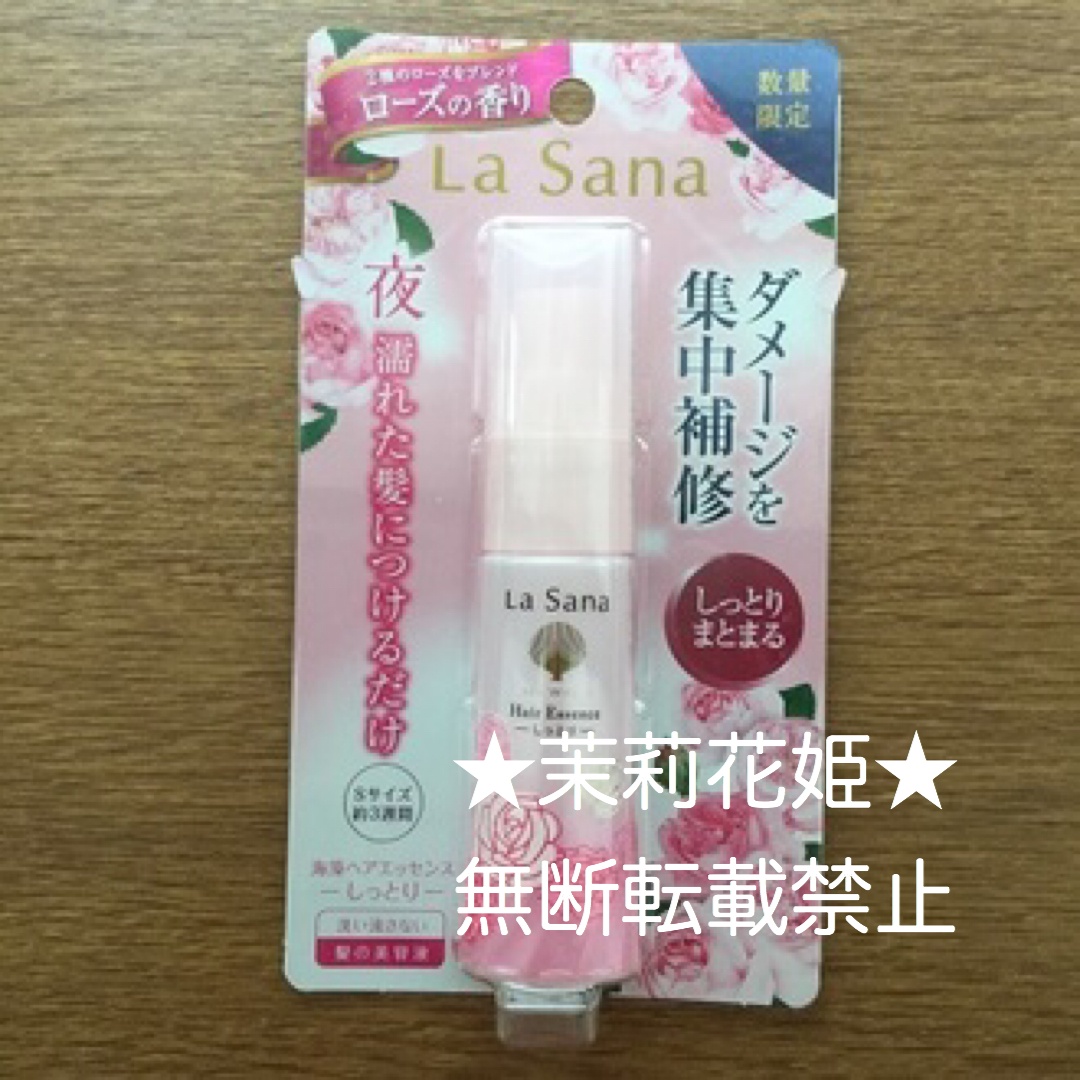 2種のローズをブレンド
ローズの香り
数量
限定
La Sana
ダメージを
集中補修
夜
濡れた髪につけるだけ
しっとり
まとまる
La Sana
Hair Essence
―しっとり―
Sサイズ
約3週間
海藻ヘアエッセンス
―しっとり―
洗い流さない
髪の美容液
★茉莉花姫★
無断転載禁止